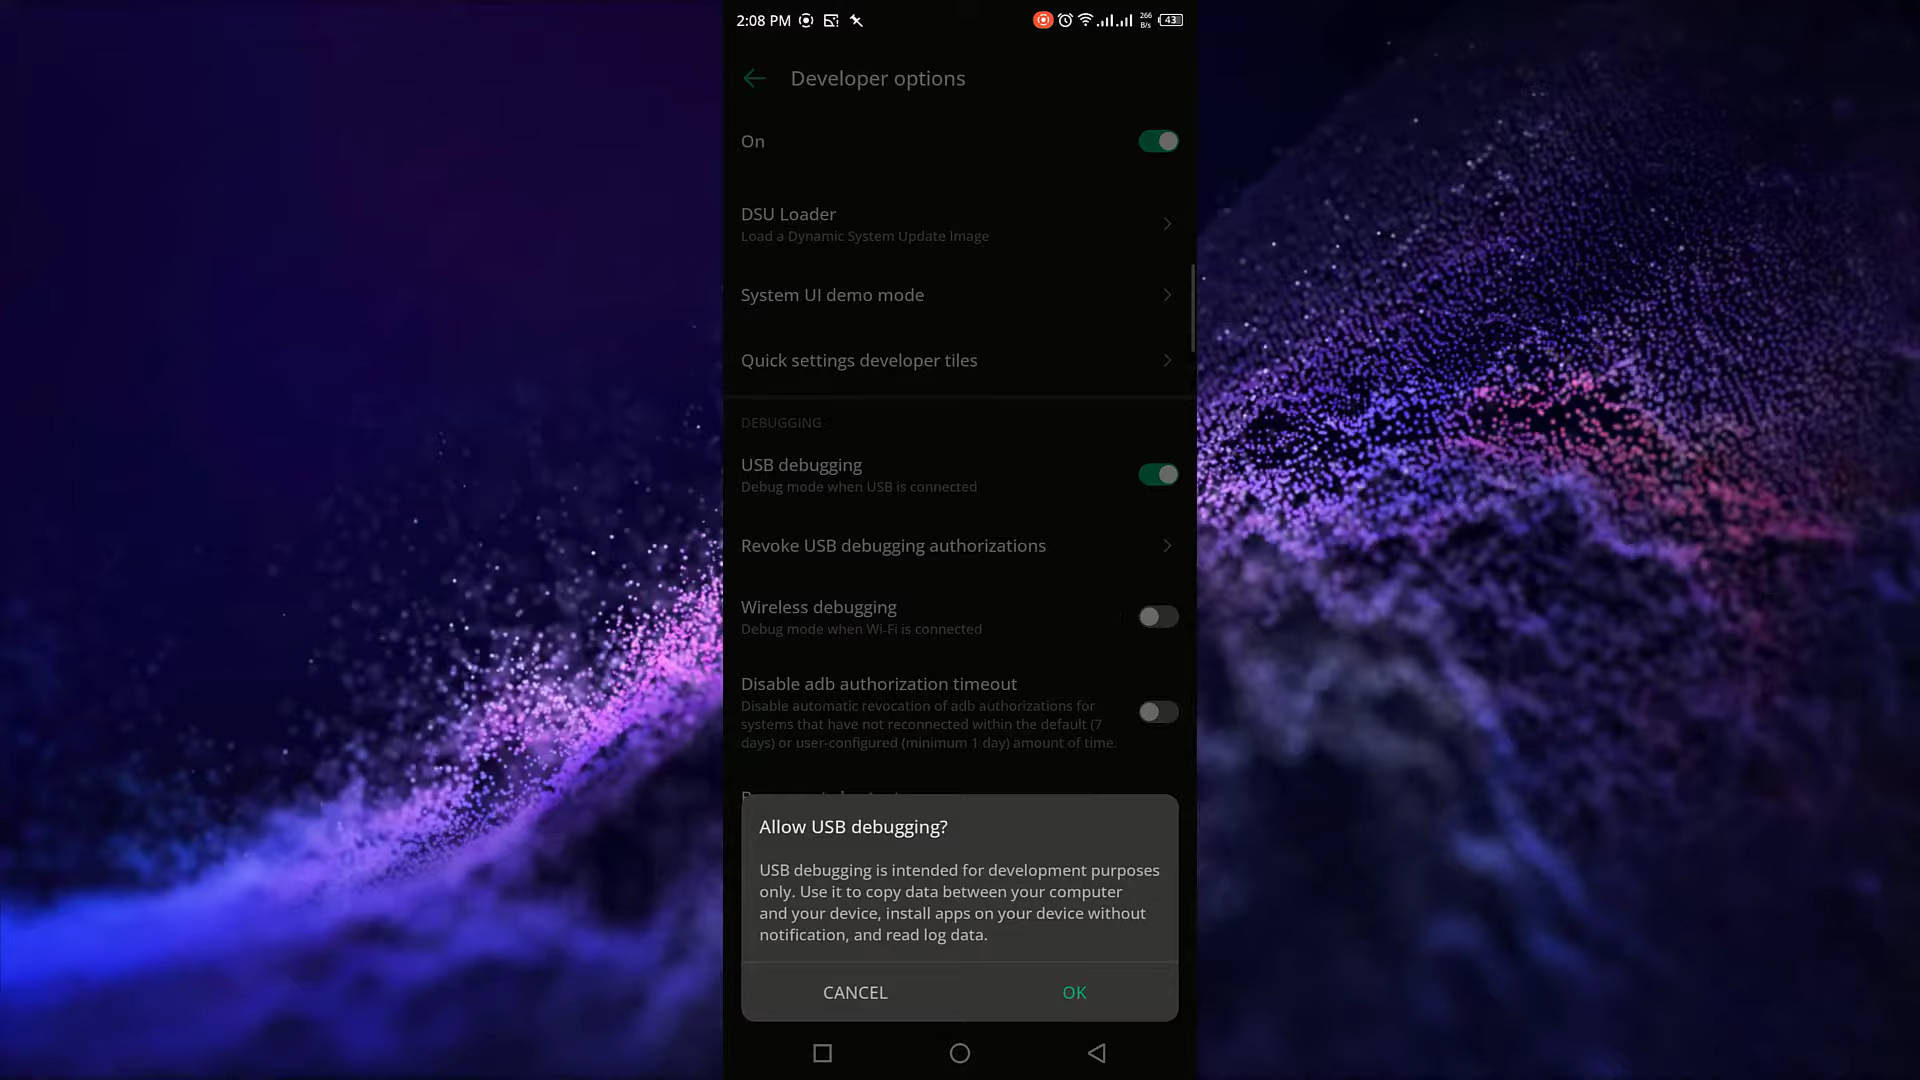 2:08 PM
266
B/s
43
Developer options
On
DSU Loader
Load a Dynamic System Update Image
System UI demo mode
Quick settings developer tiles
DEBUGGING
USB debugging
Debug mode when USB is connected
Revoke USB debugging authorizations
Wireless debugging
Debug mode when Wi-Fi is connected
Disable adb authorization timeout
Disable automatic revocation of adb authorizations for
systems that have not reconnected within the default (7
days) or user-configured (minimum 1 day) amount of time.
Allow USB debugging?
USB debugging is intended for development purposes
only. Use it to copy data between your computer
and your device, install apps on your device without
notification, and read log data.
CANCEL
OK